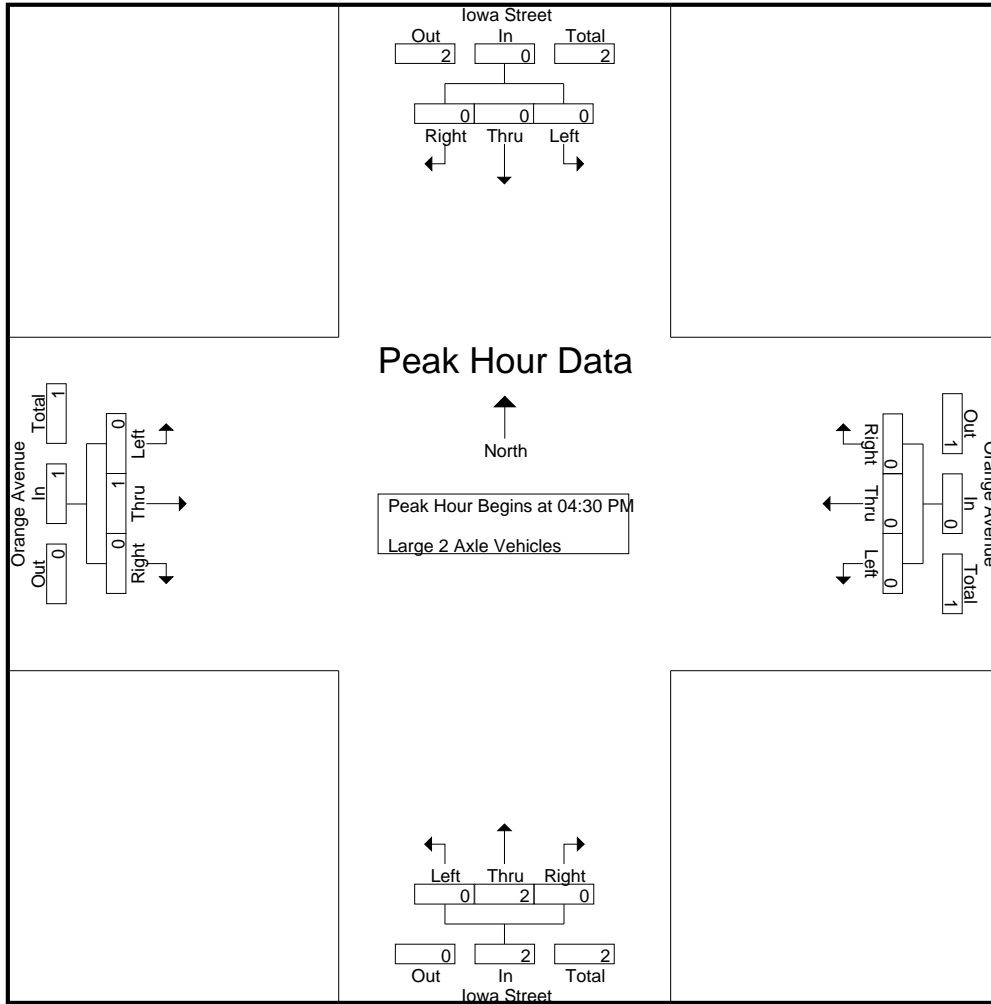 Iowa Street
Out In Total
2 0 2
0 0 0
Right Thru Left
Peak Hour Data
North
Peak Hour Begins at 04:30 PM
Large 2 Axle Vehicles
Orange Avenue
Out In Total
0 1 1
0 1 0
Right Thru Left
Orange Avenue
Out In Total
1 0 1
0 0 0
Right Thru Left
Left Thru Right
0 2 0
0 2 2
Out In Total
Iowa Street